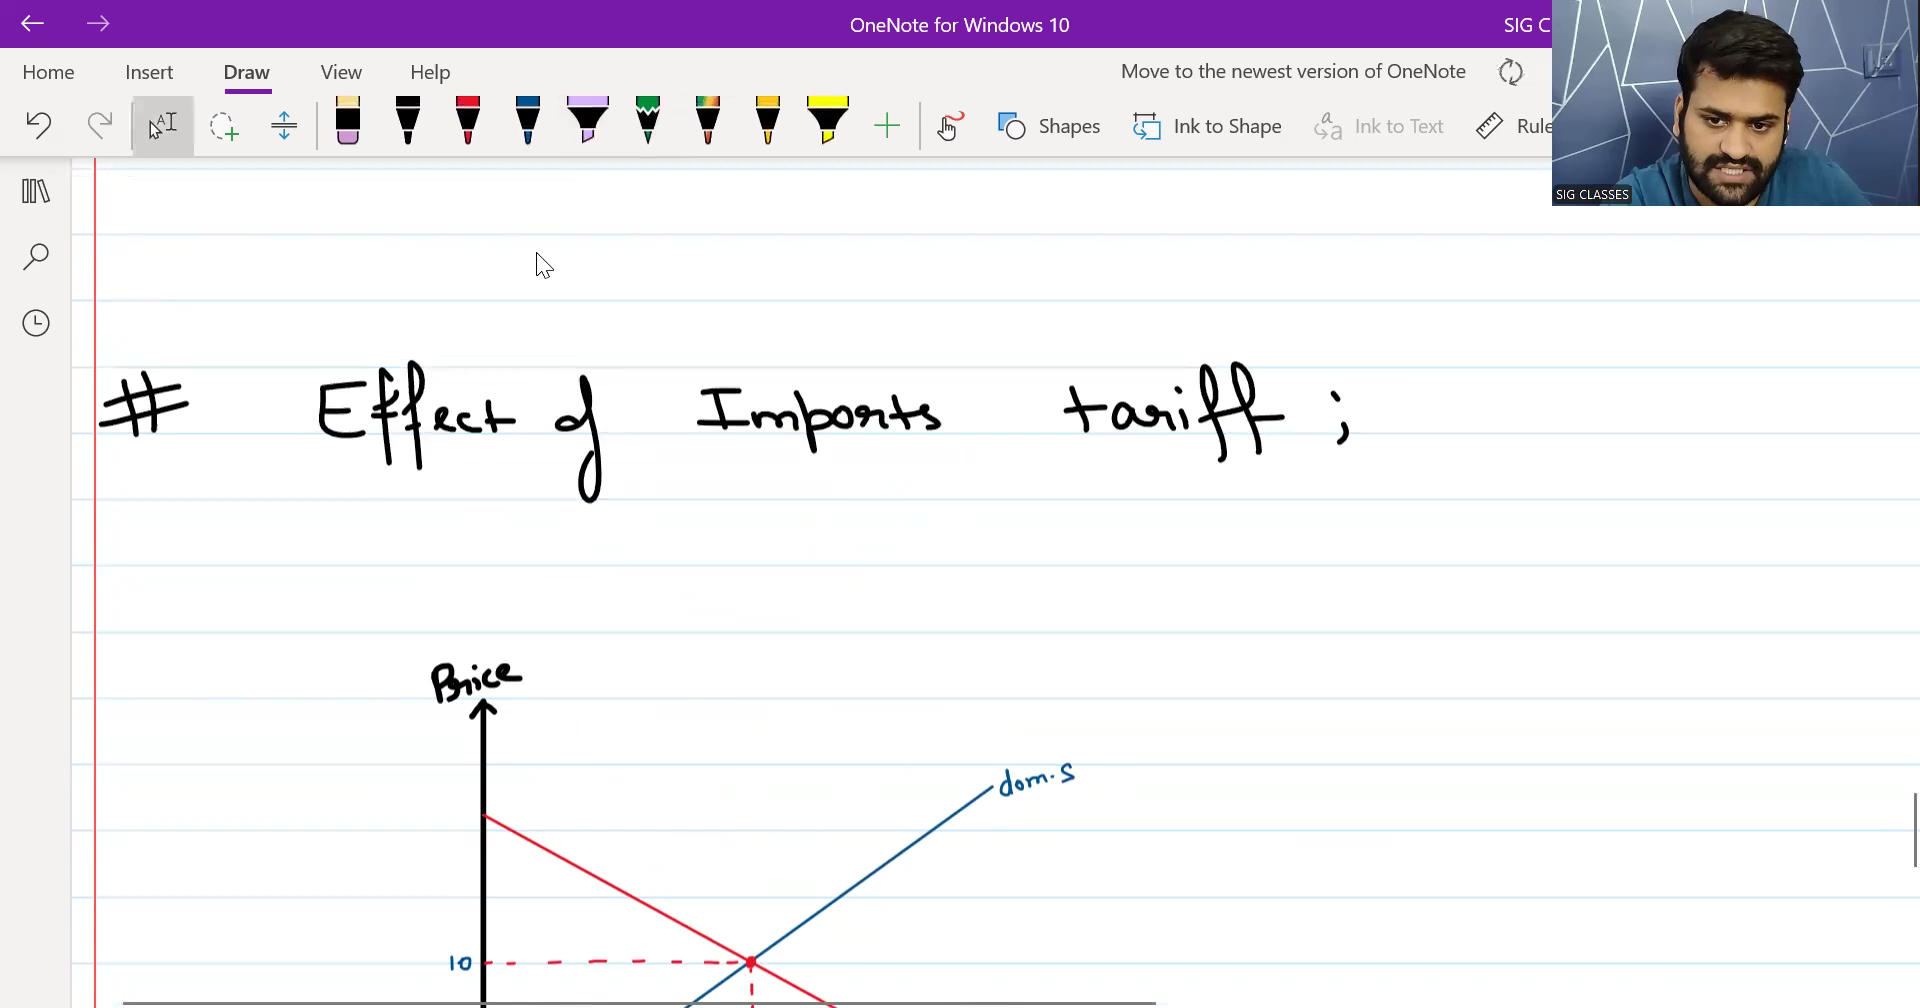 OneNote for Windows 10
SIG C
Home Insert Draw View Help
Move to the newest version of OneNote
Shapes Ink to Shape Ink to Text Rule
SIG CLASSES
# Effect of Imports tariff ;
Price
dom. S
10